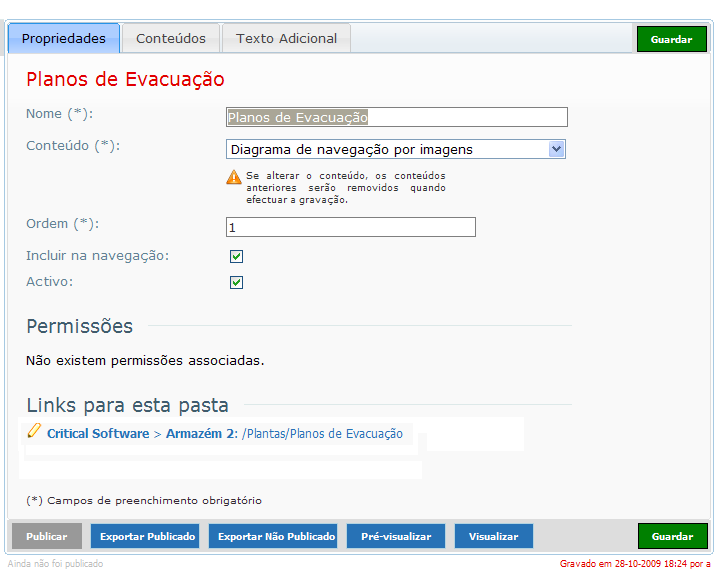 Propriedades
Conteúdos
Texto Adicional
Guardar
Planos de Evacuação
Nome (*):
Planos de Evacuação
Conteúdo (*):
Diagrama de navegação por imagens
Se alterar o conteúdo, os conteúdos
anteriores serão removidos quando
efectuar a gravação.
Ordem (*):
1
Incluir na navegação:
Activo:
Permissões
Não existem permissões associadas.
Links para esta pasta
Critical Software > Armazém 2: /Plantas/Planos de Evacuação
(*) Campos de preenchimento obrigatório
Publicar
Exportar Publicado
Exportar Não Publicado
Pré-visualizar
Visualizar
Guardar
Ainda não foi publicado
Gravado em 28-10-2009 18:24 por a